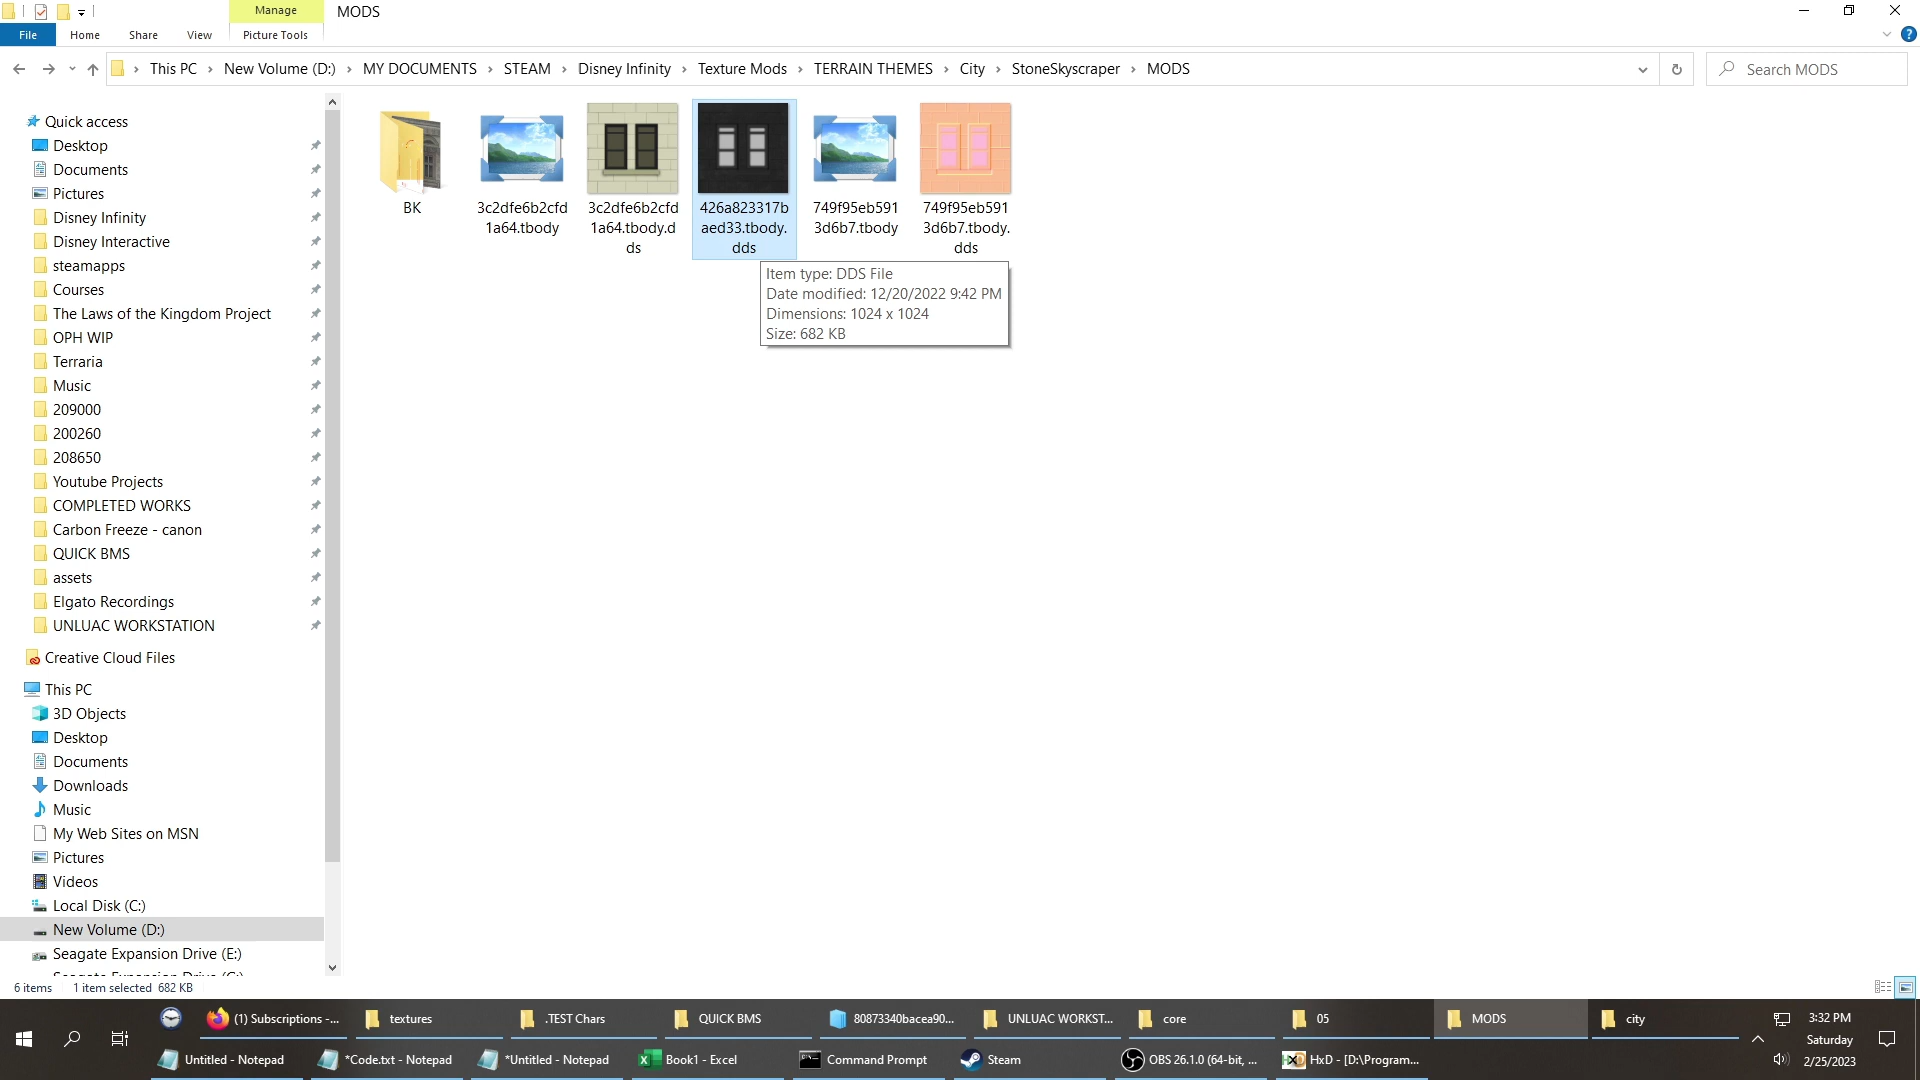 Manage
MODS
File
Home
Share
View
Picture Tools
This PC
New Volume (D:)
MY DOCUMENTS
STEAM
Disney Infinity
Texture Mods
TERRAIN THEMES
City
StoneSkyscraper
MODS
Search MODS
Quick access
Desktop
Documents
Pictures
Disney Infinity
Disney Interactive
steamapps
Courses
The Laws of the Kingdom Project
OPH WIP
Terraria
Music
209000
200260
208650
Youtube Projects
COMPLETED WORKS
Carbon Freeze - canon
QUICK BMS
assets
Elgato Recordings
UNLUAC WORKSTATION
Creative Cloud Files
This PC
3D Objects
Desktop
Documents
Downloads
Music
My Web Sites on MSN
Pictures
Videos
Local Disk (C:)
New Volume (D:)
Seagate Expansion Drive (E:)
BK
3c2dfe6b2cfd
1a64.tbody
3c2dfe6b2cfd
1a64.tbody.d
ds
426a823317b
aed33.tbody.
dds
749f95eb591
3d6b7.tbody
749f95eb591
3d6b7.tbody.
dds
Item type: DDS File
Date modified: 12/20/2022 9:42 PM
Dimensions: 1024 x 1024
Size: 682 KB
6 items
1 item selected 682 KB
(1) Subscriptions -...
textures
.TEST Chars
QUICK BMS
80873340bacea90...
UNLUAC WORKST...
core
05
MODS
city
Untitled - Notepad
*Code.txt - Notepad
*Untitled - Notepad
Book1 - Excel
Command Prompt
Steam
OBS 26.1.0 (64-bit, ...
HxD - [D:\Program...
3:32 PM
Saturday
2/25/2023